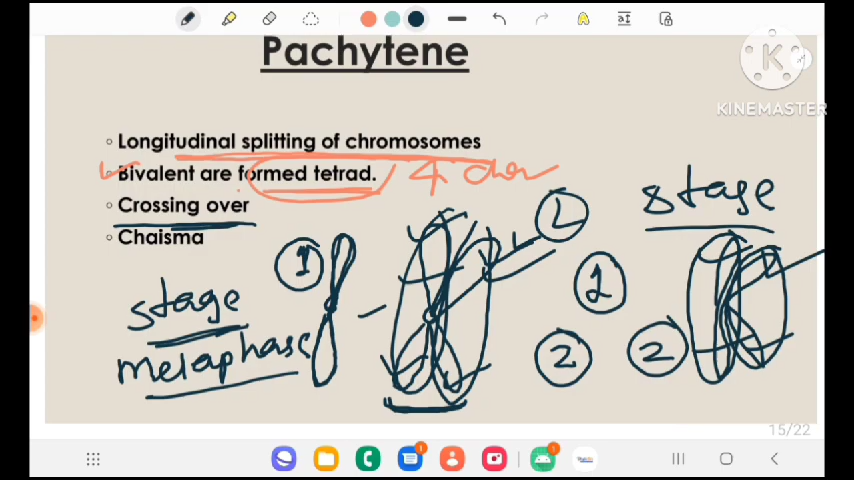 Pachytene
K
KINEMASTER
Longitudinal splitting of chromosomes
Bivalent are formed tetrad. 4
Crossing over
Chaisma
stage
1
stage
metaphase
1
2
2
15/22